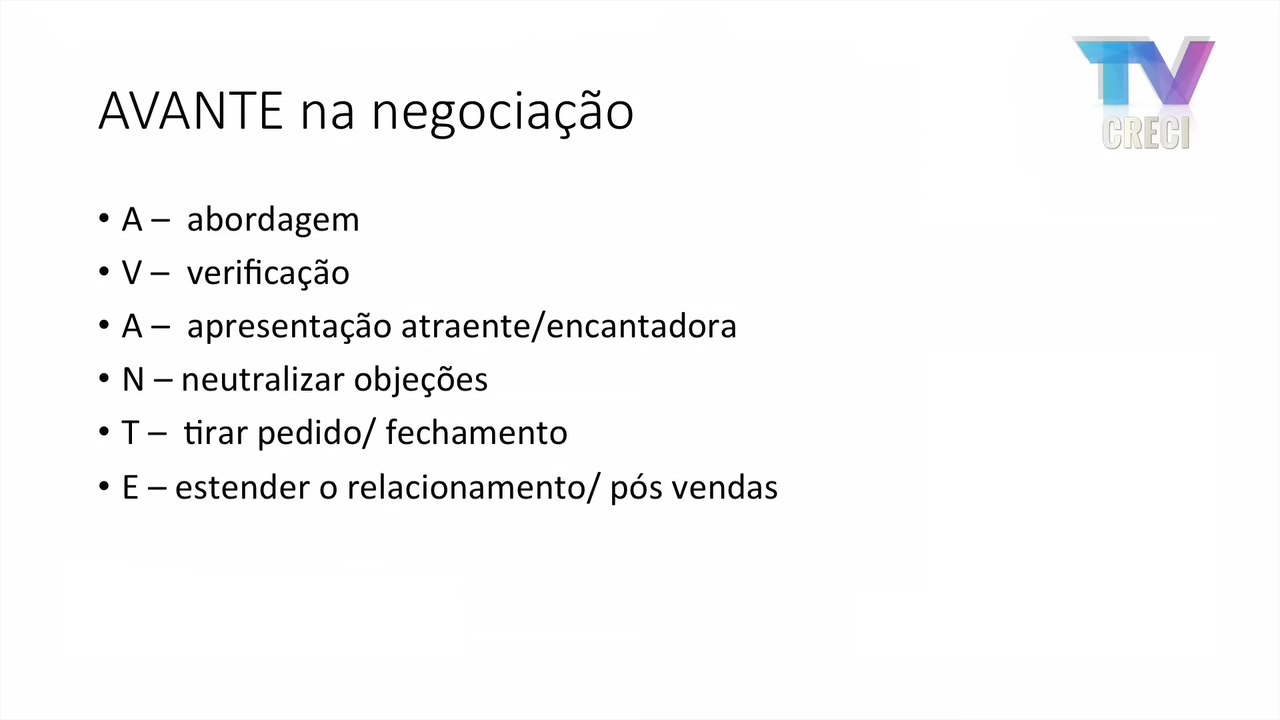 AVANTE na negociação
TV
CRECI
• A – abordagem
• V – verificação
• A – apresentação atraente/encantadora
• N – neutralizar objeções
• T – tirar pedido/ fechamento
• E – estender o relacionamento/ pós vendas